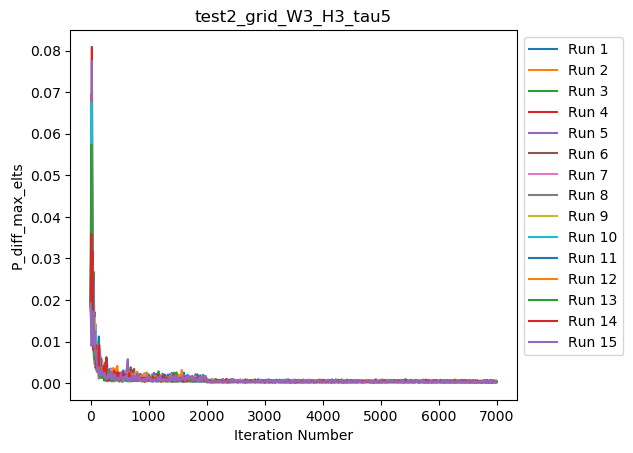 test2_grid_W3_H3_tau5
P_diff_max_elts
0.08
0.07
0.06
0.05
0.04
0.03
0.02
0.01
0.00
0 1000 2000 3000 4000 5000 6000 7000
Iteration Number
Run 1
Run 2
Run 3
Run 4
Run 5
Run 6
Run 7
Run 8
Run 9
Run 10
Run 11
Run 12
Run 13
Run 14
Run 15